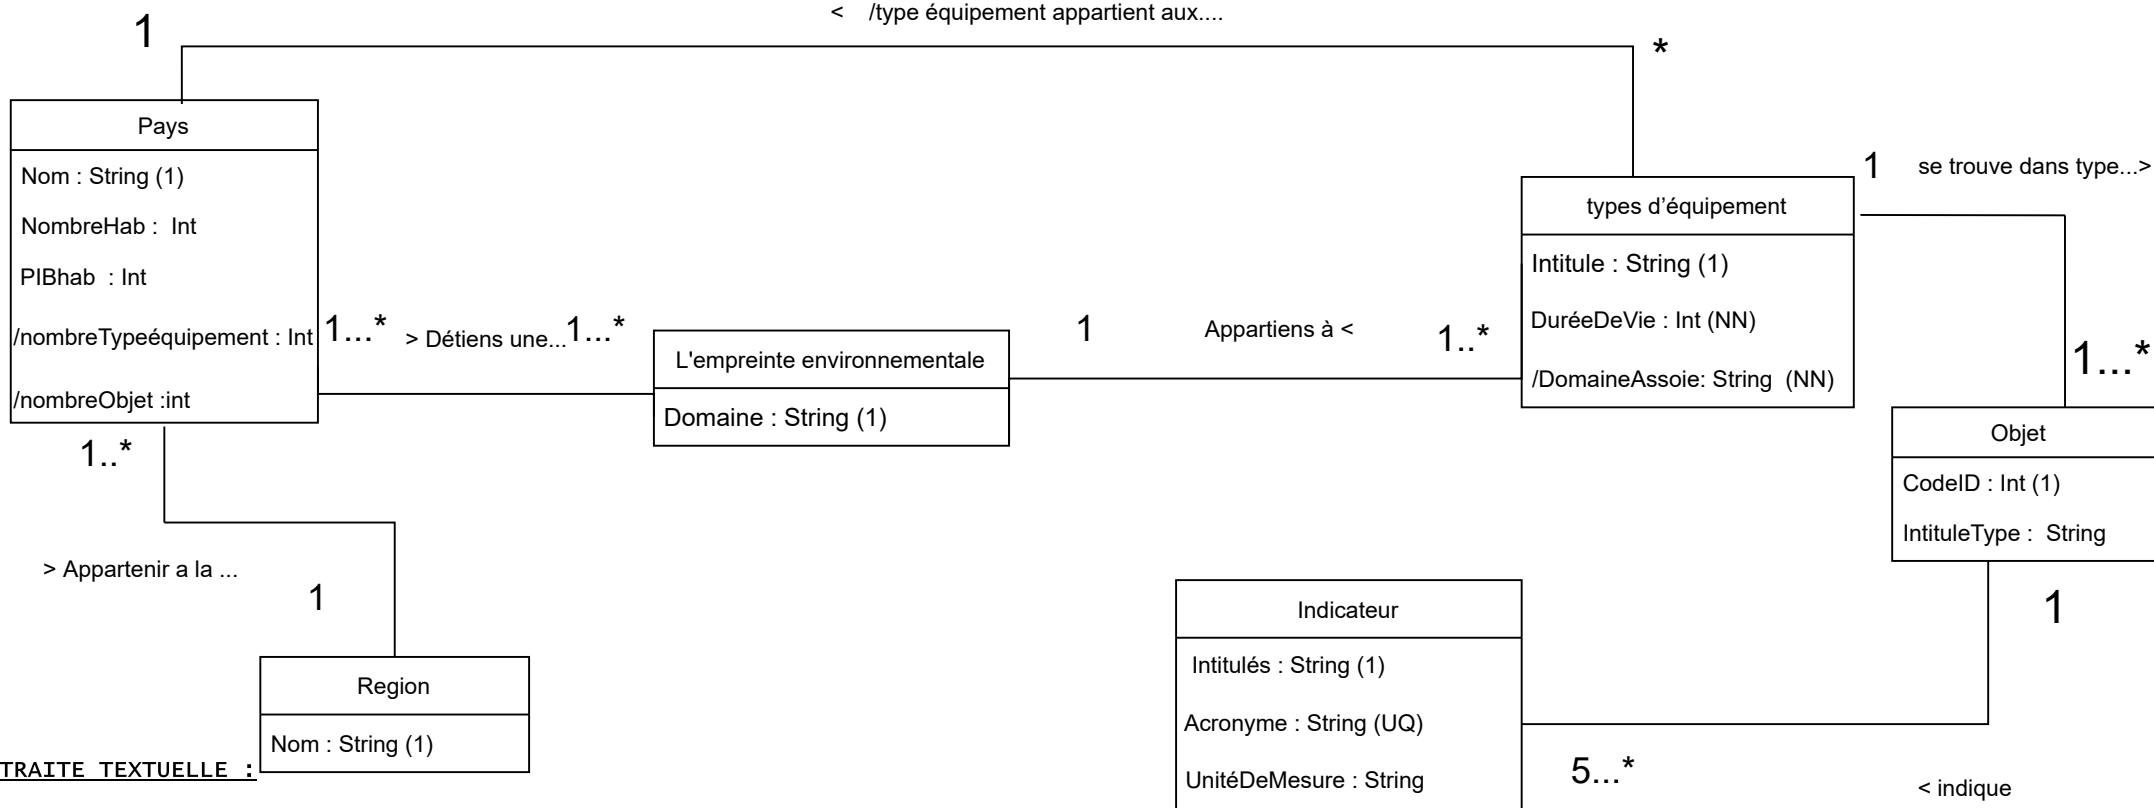 < /type équipement appartient aux....
1
*
Pays
Nom : String (1)
NombreHab : Int
PIBhab : Int
/nombreTypeéquipement : Int
/nombreObjet :int
1...*
> Détiens une...
1...*
L'empreinte environnementale
Domaine : String (1)
1
Appartiens à <
1..*
types d’équipement
Intitule : String (1)
DuréeDeVie : Int (NN)
/DomaineAssoie: String (NN)
1
se trouve dans type...>
1...*
Objet
CodeID : Int (1)
IntituleType : String
1
1..*
> Appartenir a la ...
1
Region
Nom : String (1)
TRAITE TEXTUELLE :
Indicateur
Intitulés : String (1)
Acronyme : String (UQ)
UnitéDeMesure : String
5...*
< indique